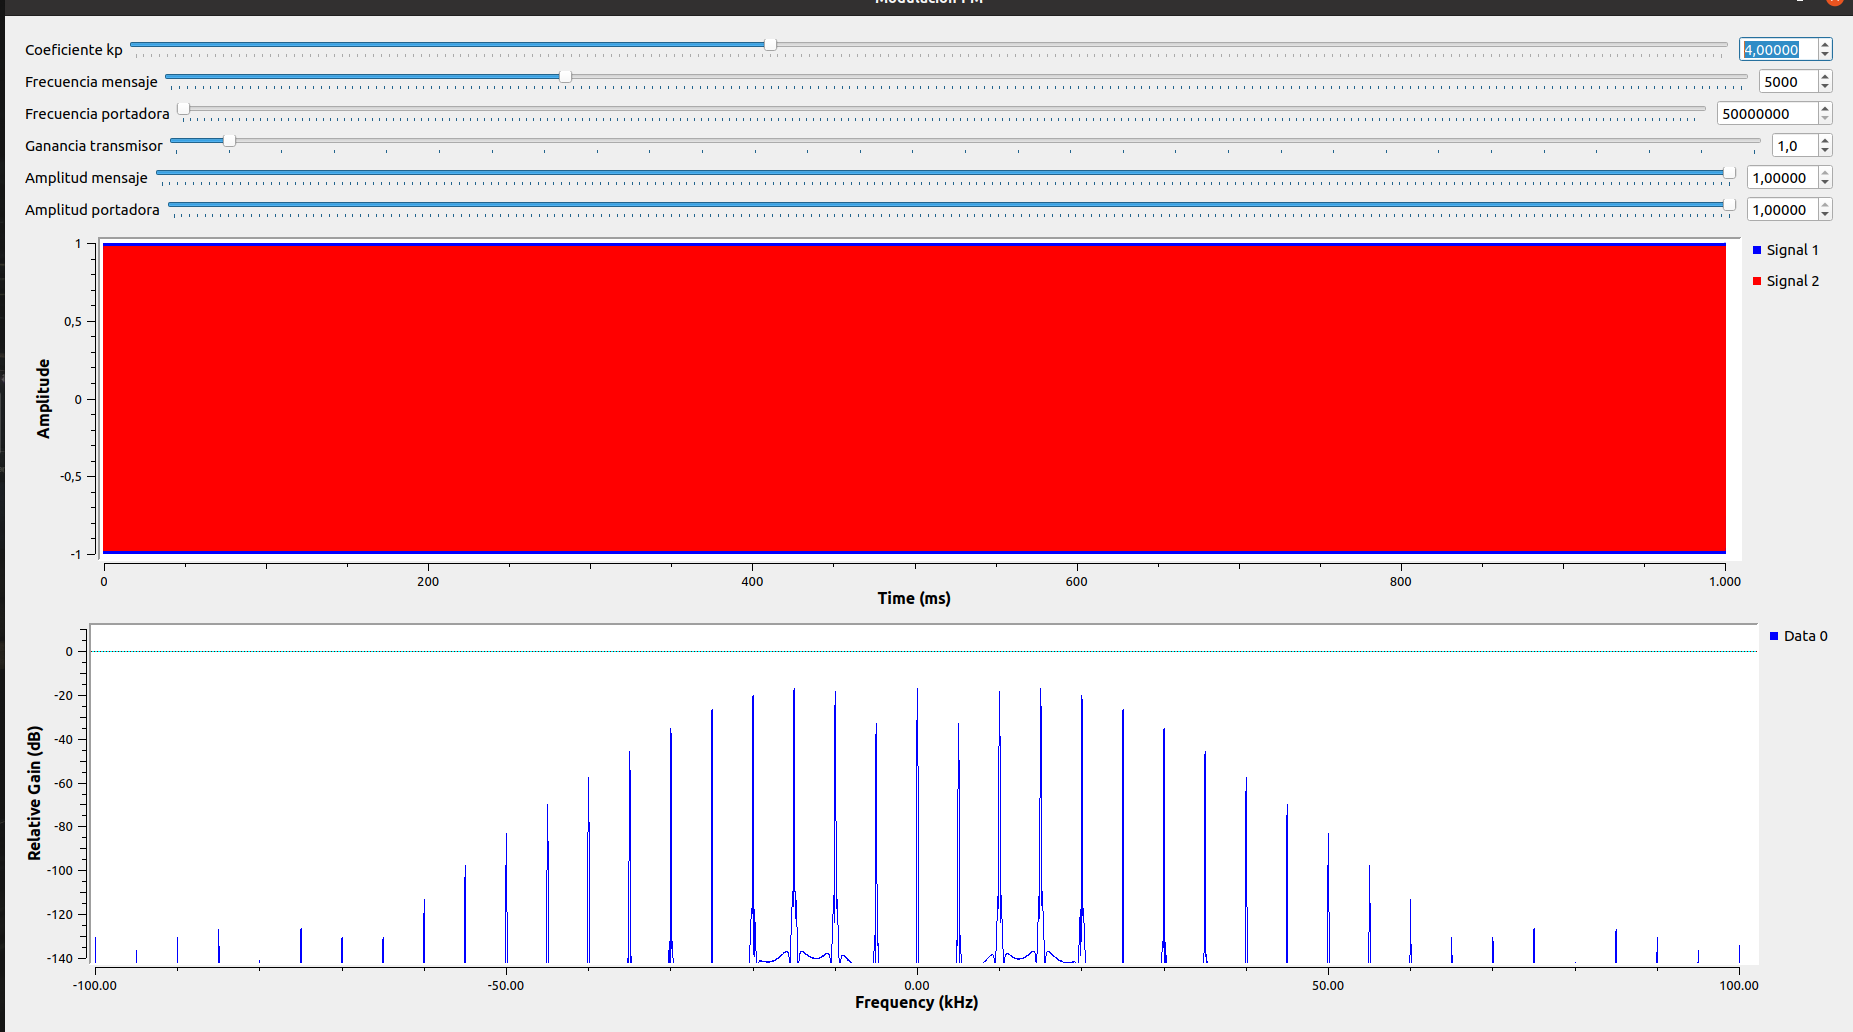 Modulación FM
Coeficiente kp 4,00000
Frecuencia mensaje 5000
Frecuencia portadora 50000000
Ganancia transmisor 1,0
Amplitud mensaje 1,00000
Amplitud portadora 1,00000
1
0,5
0
-0,5
-1
Amplitude
0 200 400 600 800 1.000
Time (ms)
Signal 1
Signal 2
0
-20
-40
-60
-80
-100
-120
-140
Relative Gain (dB)
-100.00 -50.00 0.00 50.00 100.00
Frequency (kHz)
Data 0